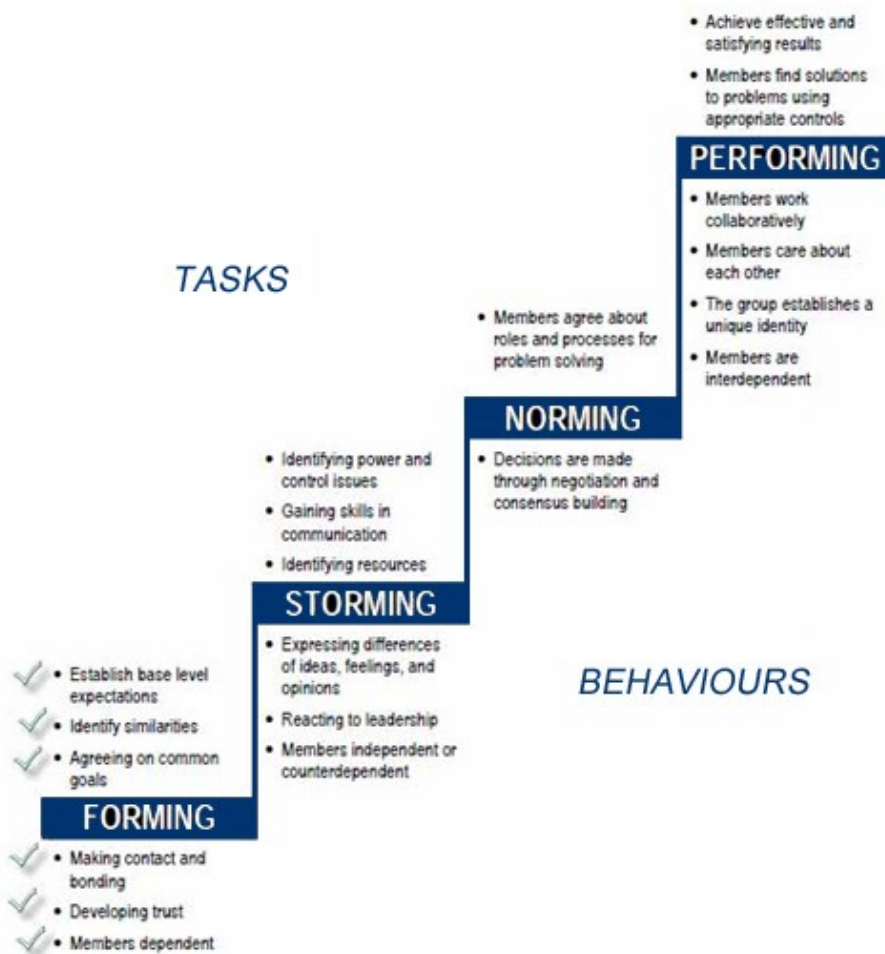 • Achieve effective and
satisfying results
• Members find solutions
to problems using
appropriate controls
PERFORMING
• Members work
collaboratively
• Members care about
each other
• The group establishes a
unique identity
• Members are
interdependent
TASKS
• Members agree about
roles and processes for
problem solving
NORMING
• Decisions are made
through negotiation and
consensus building
• Identifying power and
control issues
• Gaining skills in
communication
• Identifying resources
STORMING
• Expressing differences
of ideas, feelings, and
opinions
• Reacting to leadership
• Members independent or
counterdependent
BEHAVIOURS
• Establish base level
expectations
• Identify similarities
• Agreeing on common
goals
FORMING
• Making contact and
bonding
• Developing trust
• Members dependent